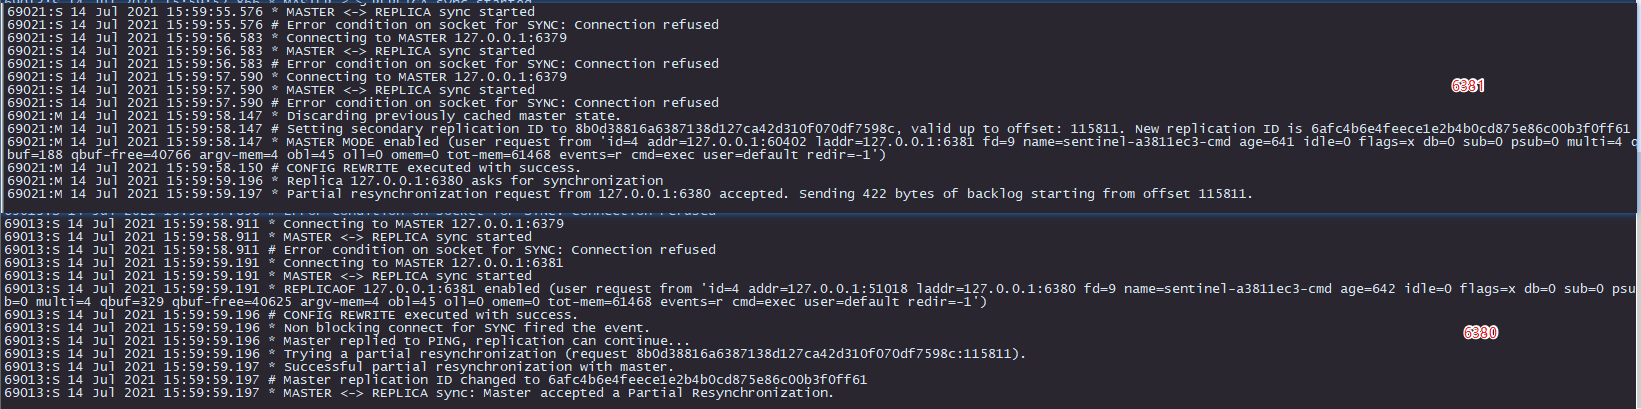 69021:S 14 Jul 2021 15:59:55.576 * MASTER <-> REPLICA sync started
69021:S 14 Jul 2021 15:59:55.576 # Error condition on socket for SYNC: Connection refused
69021:S 14 Jul 2021 15:59:56.583 * Connecting to MASTER 127.0.0.1:6379
69021:S 14 Jul 2021 15:59:56.583 * MASTER <-> REPLICA sync started
69021:S 14 Jul 2021 15:59:56.583 # Error condition on socket for SYNC: Connection refused
69021:S 14 Jul 2021 15:59:57.590 * Connecting to MASTER 127.0.0.1:6379
69021:S 14 Jul 2021 15:59:57.590 * MASTER <-> REPLICA sync started
6381
69021:S 14 Jul 2021 15:59:57.590 # Error condition on socket for SYNC: Connection refused
69021:M 14 Jul 2021 15:59:58.147 * Discarding previously cached master state.
69021:M 14 Jul 2021 15:59:58.147 # Setting secondary replication ID to 8b0d38816a6387138d127ca42d310f070df7598c, valid up to offset: 115811. New replication ID is 6afc4b6e4feece1e2b4b0cd875e86c00b3f0ff61
69021:M 14 Jul 2021 15:59:58.147 * MASTER MODE enabled (user request from 'id=4 addr=127.0.0.1:60402 laddr=127.0.0.1:6381 fd=9 name=sentinel-a3811ec3-cmd age=641 idle=0 flags=x db=0 sub=0 psub=0 multi=4 q
buf=188 qbuf-free=40766 argv-mem=4 obl=45 oll=0 omem=0 tot-mem=61468 events=r cmd=exec user=default redir=-1')
69021:M 14 Jul 2021 15:59:58.150 # CONFIG REWRITE executed with success.
69021:M 14 Jul 2021 15:59:59.196 * Replica 127.0.0.1:6380 asks for synchronization
69021:M 14 Jul 2021 15:59:59.197 * Partial resynchronization request from 127.0.0.1:6380 accepted. Sending 422 bytes of backlog starting from offset 115811.
69013:S 14 Jul 2021 15:59:58.911 * Connecting to MASTER 127.0.0.1:6379
69013:S 14 Jul 2021 15:59:58.911 * MASTER <-> REPLICA sync started
69013:S 14 Jul 2021 15:59:58.911 # Error condition on socket for SYNC: Connection refused
69013:S 14 Jul 2021 15:59:59.191 * Connecting to MASTER 127.0.0.1:6381
69013:S 14 Jul 2021 15:59:59.191 * MASTER <-> REPLICA sync started
69013:S 14 Jul 2021 15:59:59.191 * REPLICAOF 127.0.0.1:6381 enabled (user request from 'id=4 addr=127.0.0.1:51018 laddr=127.0.0.1:6380 fd=9 name=sentinel-a3811ec3-cmd age=642 idle=0 flags=x db=0 sub=0 psu
b=0 multi=4 qbuf=329 qbuf-free=40625 argv-mem=4 obl=45 oll=0 omem=0 tot-mem=61468 events=r cmd=exec user=default redir=-1')
69013:S 14 Jul 2021 15:59:59.196 # CONFIG REWRITE executed with success.
69013:S 14 Jul 2021 15:59:59.196 * Non blocking connect for SYNC fired the event.
6380
69013:S 14 Jul 2021 15:59:59.196 * Master replied to PING, replication can continue...
69013:S 14 Jul 2021 15:59:59.196 * Trying a partial resynchronization (request 8b0d38816a6387138d127ca42d310f070df7598c:115811).
69013:S 14 Jul 2021 15:59:59.197 * Successful partial resynchronization with master.
69013:S 14 Jul 2021 15:59:59.197 # Master replication ID changed to 6afc4b6e4feece1e2b4b0cd875e86c00b3f0ff61
69013:S 14 Jul 2021 15:59:59.197 * MASTER <-> REPLICA sync: Master accepted a Partial Resynchronization.